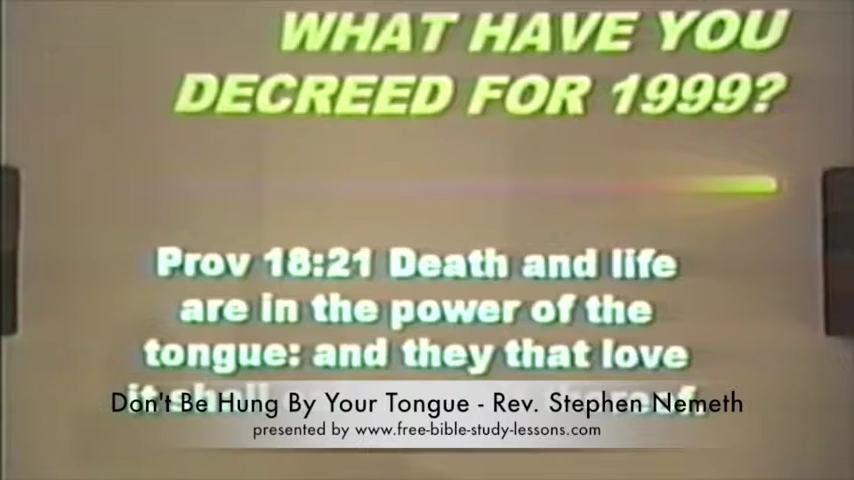 WHAT HAVE YOU
DECREED FOR 1999?
Prov 18:21 Death and life
are in the power of the
tongue: and they that love
it shall
Don't Be Hung By Your Tongue - Rev. Stephen Nemeth
presented by www.free-bible-study-lessons.com